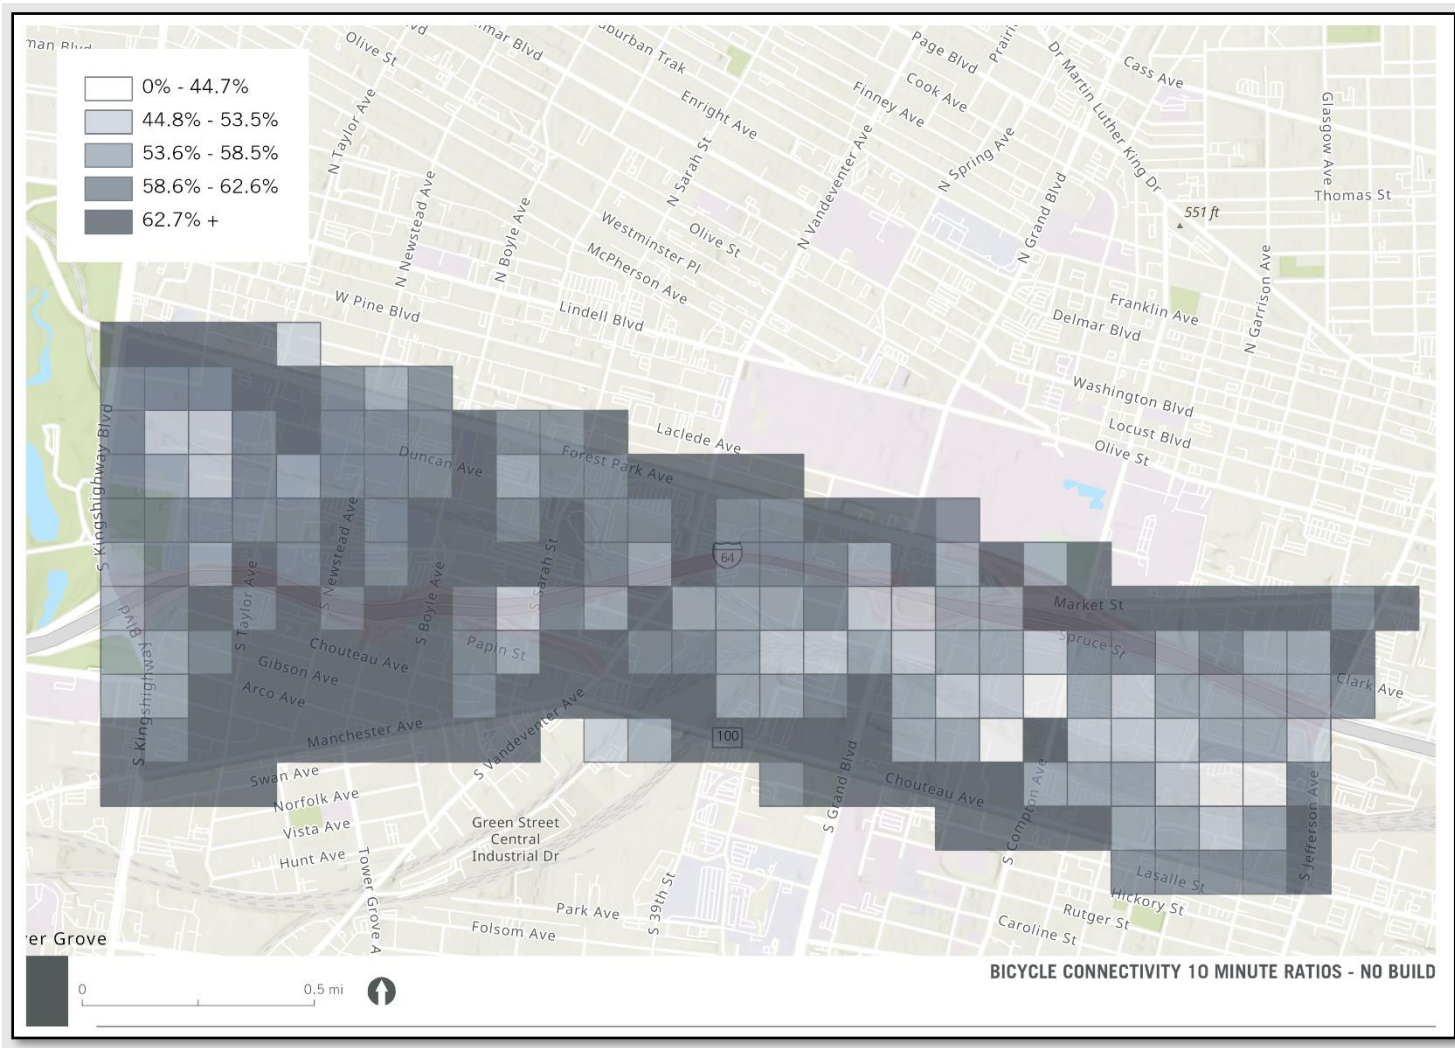 0% - 44.7%
44.8% - 53.5%
53.6% - 58.5%
58.6% - 62.6%
62.7% +
Olive St
Page Blvd
Cass Ave
Cook Ave
Finney Ave
Enright Ave
Dr Martin Luther King Dr
N Taylor Ave
N Sarah St
N Vandeventer Ave
N Spring Ave
Glasgow Ave
Thomas St
551 ft
N Newstead Ave
N Boyle Ave
Westminster Pl
Olive St
McPherson Ave
N Grand Blvd
N Garrison Ave
W Pine Blvd
Lindell Blvd
Franklin Ave
Delmar Blvd
Washington Blvd
Locust Blvd
Olive St
Laclede Ave
Duncan Ave
Forest Park Ave
S Kingshighway Blvd
S Newstead Ave
S Sarah St
64
S Taylor Ave
S Boyle Ave
Market St
Spruce St
Papin St
Chouteau Ave
Gibson Ave
Arco Ave
Clark Ave
S Kingshighway Blvd
Manchester Ave
S Vandeventer Ave
100
Swan Ave
Norfolk Ave
Vista Ave
Hunt Ave
S Grand Blvd
Chouteau Ave
S Compton Ave
S Jefferson Ave
Green Street
Central
Industrial Dr
Tower Grove A
S 39th St
Lasalle St
Hickory St
Rutger St
Caroline St
Park Ave
Folsom Ave
er Grove
BICYCLE CONNECTIVITY 10 MINUTE RATIOS - NO BUILD
0
0.5 mi